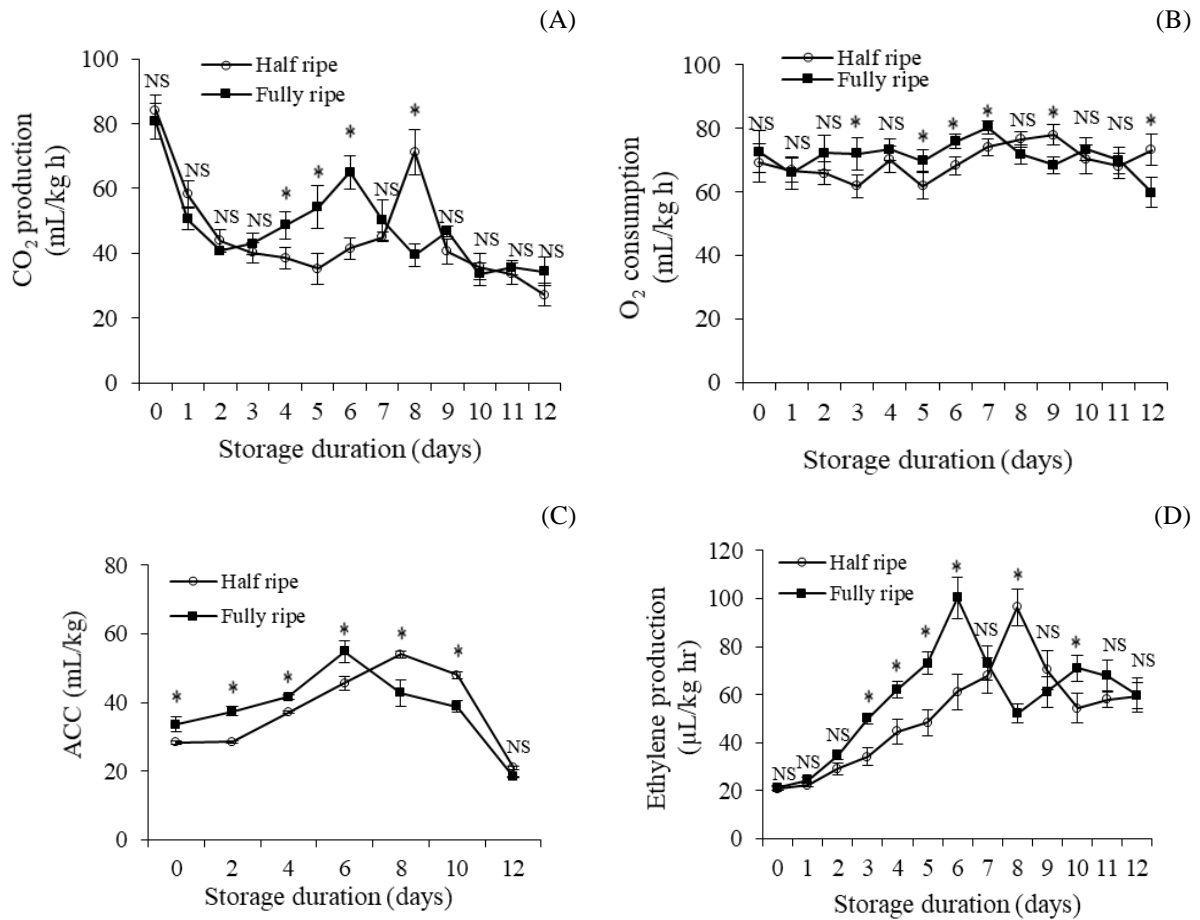 (A)
CO₂ production
(mL/kg h)
100
80
60
40
20
0
Half ripe
Fully ripe
NS
NS
NS
NS
*
*
*
NS
*
NS
NS
NS
NS
0 1 2 3 4 5 6 7 8 9 10 11 12
Storage duration (days)
(B)
O₂ consumption
(mL/kg h)
100
80
60
40
20
0
Half ripe
Fully ripe
NS
NS
NS
*
NS
*
*
*
NS
*
NS
NS
*
0 1 2 3 4 5 6 7 8 9 10 11 12
Storage duration (days)
(C)
ACC (mL/kg)
80
60
40
20
0
Half ripe
Fully ripe
*
*
*
*
*
*
NS
0 2 4 6 8 10 12
Storage duration (days)
(D)
Ethylene production
(µL/kg hr)
120
100
80
60
40
20
0
Half ripe
Fully ripe
NS
NS
NS
*
*
*
*
NS
*
NS
*
NS
NS
0 1 2 3 4 5 6 7 8 9 10 11 12
Storage duration (days)